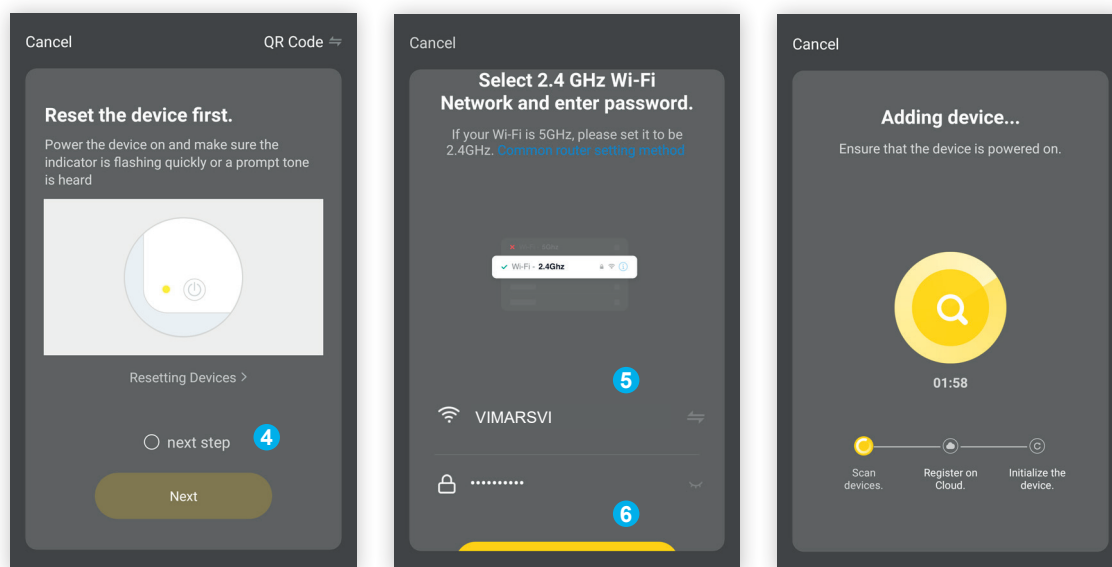 Cancel
QR Code
Reset the device first.
Power the device on and make sure the
indicator is flashing quickly or a prompt tone
is heard
Resetting Devices >
next step
4
Next
Cancel
Select 2.4 GHz Wi-Fi
Network and enter password.
If your Wi-Fi is 5GHz, please set it to be
2.4GHz. Common router setting method
Wi-Fi - 2.4Ghz
5
VIMARSVI
••••••••••
6
Cancel
Adding device...
Ensure that the device is powered on.
01:58
Scan
devices.
Register on
Cloud.
Initialize the
device.